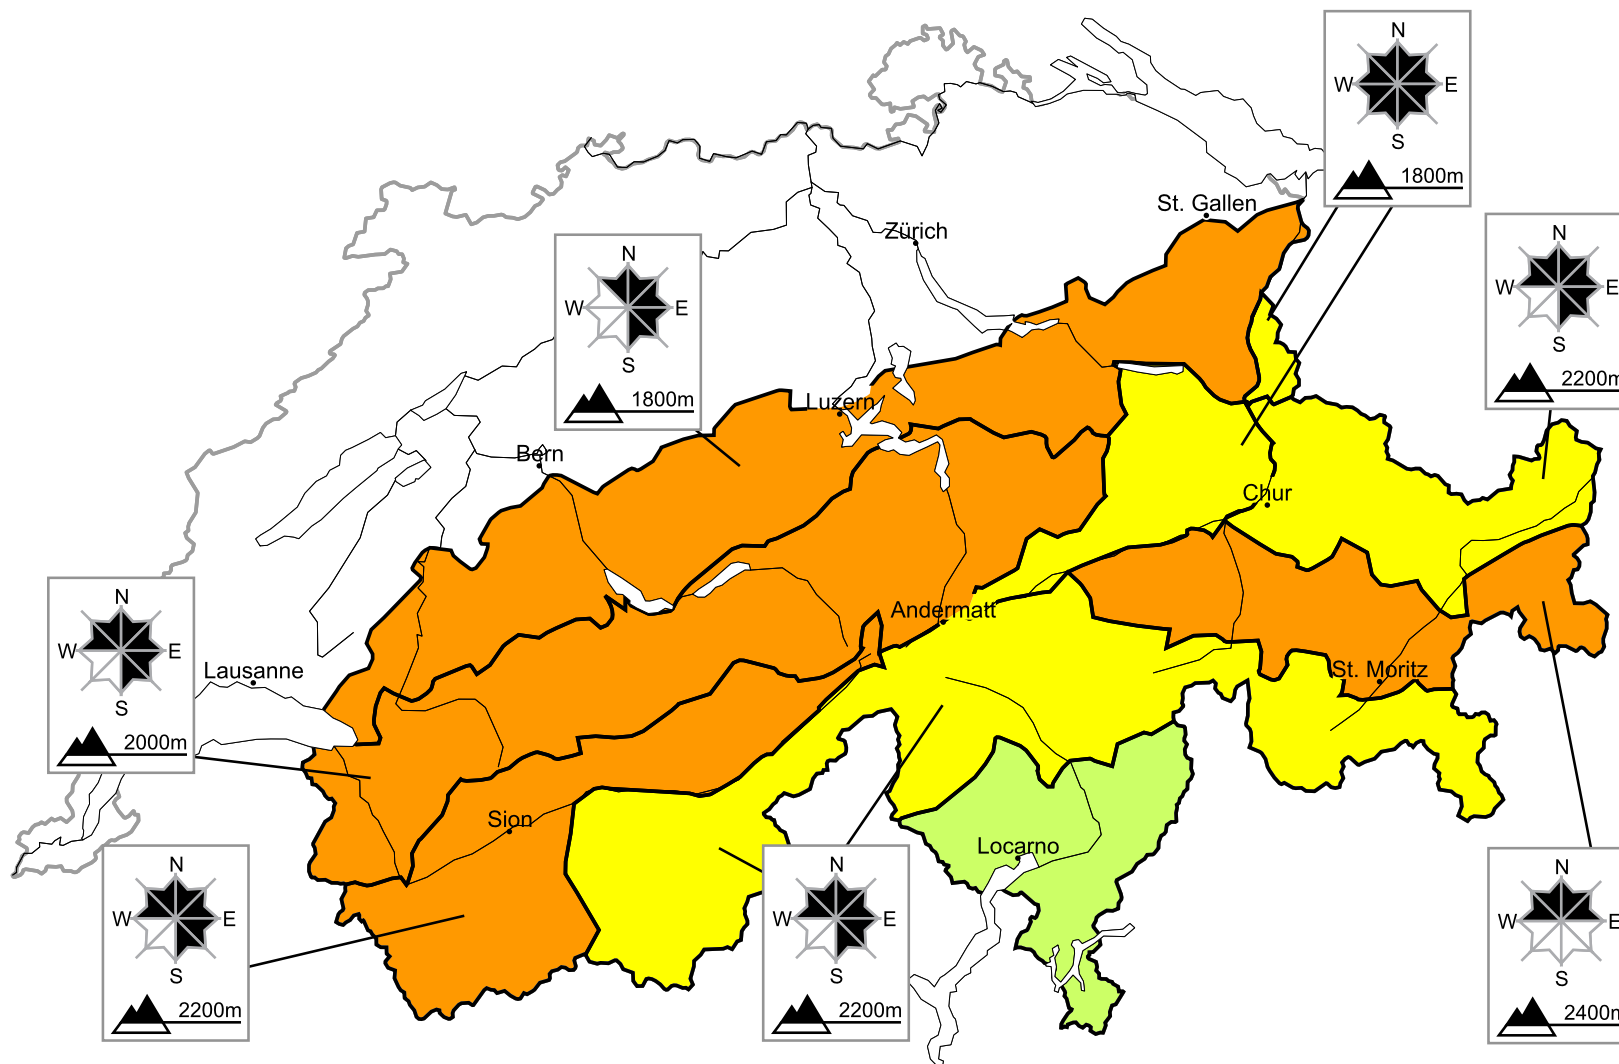 N
W E
S
1800m
St. Gallen
Zürich
N
W E
S
2200m
N
W E
S
1800m
Luzern
Bern
Chur
N
W E
S
2000m
Andermatt
Lausanne
St. Moritz
Sion
Locarno
N
W E
S
2200m
N
W E
S
2200m
N
W E
S
2400m